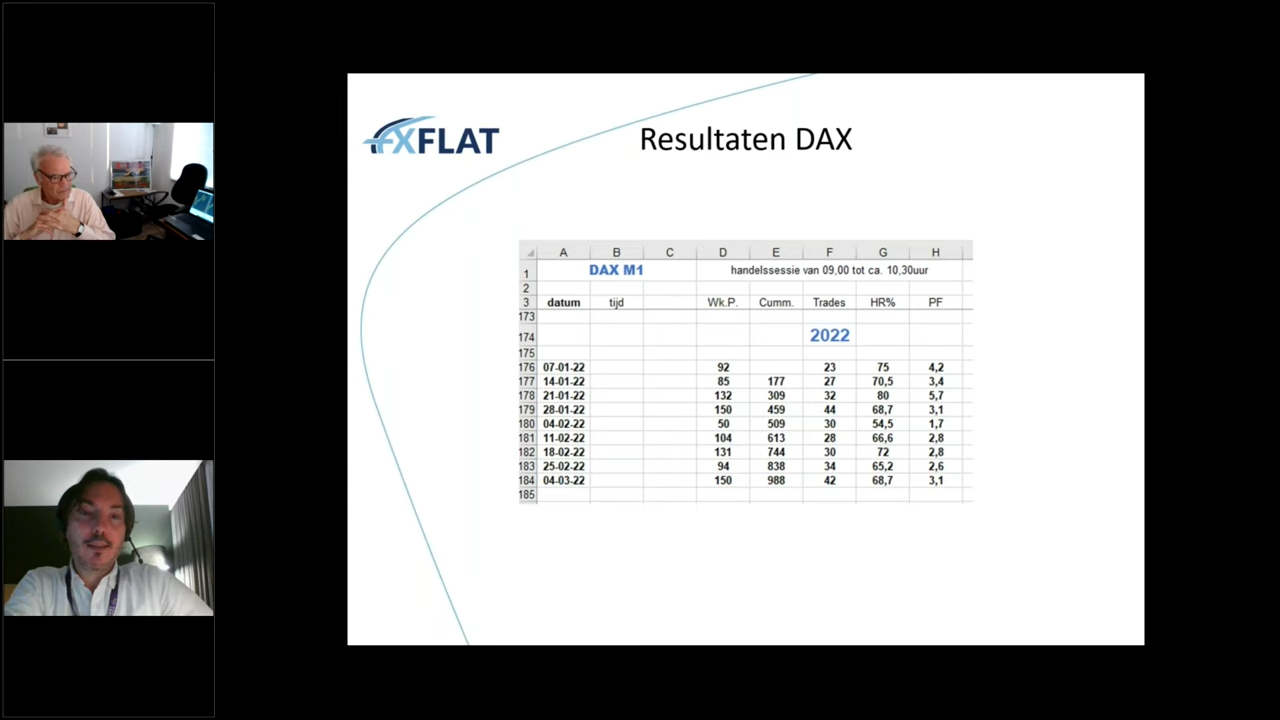 FXFLAT
Resultaten DAX
A B C D E F G H
1 DAX M1 handelssessie van 09,00 tot ca. 10,30uur
2
3 datum tijd Wk.P. Cumm. Trades HR% PF
173
174 2022
175
176 07-01-22 92 23 75 4,2
177 14-01-22 85 177 27 70,5 3,4
178 21-01-22 132 309 32 80 5,7
179 28-01-22 150 459 44 68,7 3,1
180 04-02-22 50 509 30 54,5 1,7
181 11-02-22 104 613 28 66,6 2,8
182 18-02-22 131 744 30 72 2,8
183 25-02-22 94 838 34 65,2 2,6
184 04-03-22 150 988 42 68,7 3,1
185